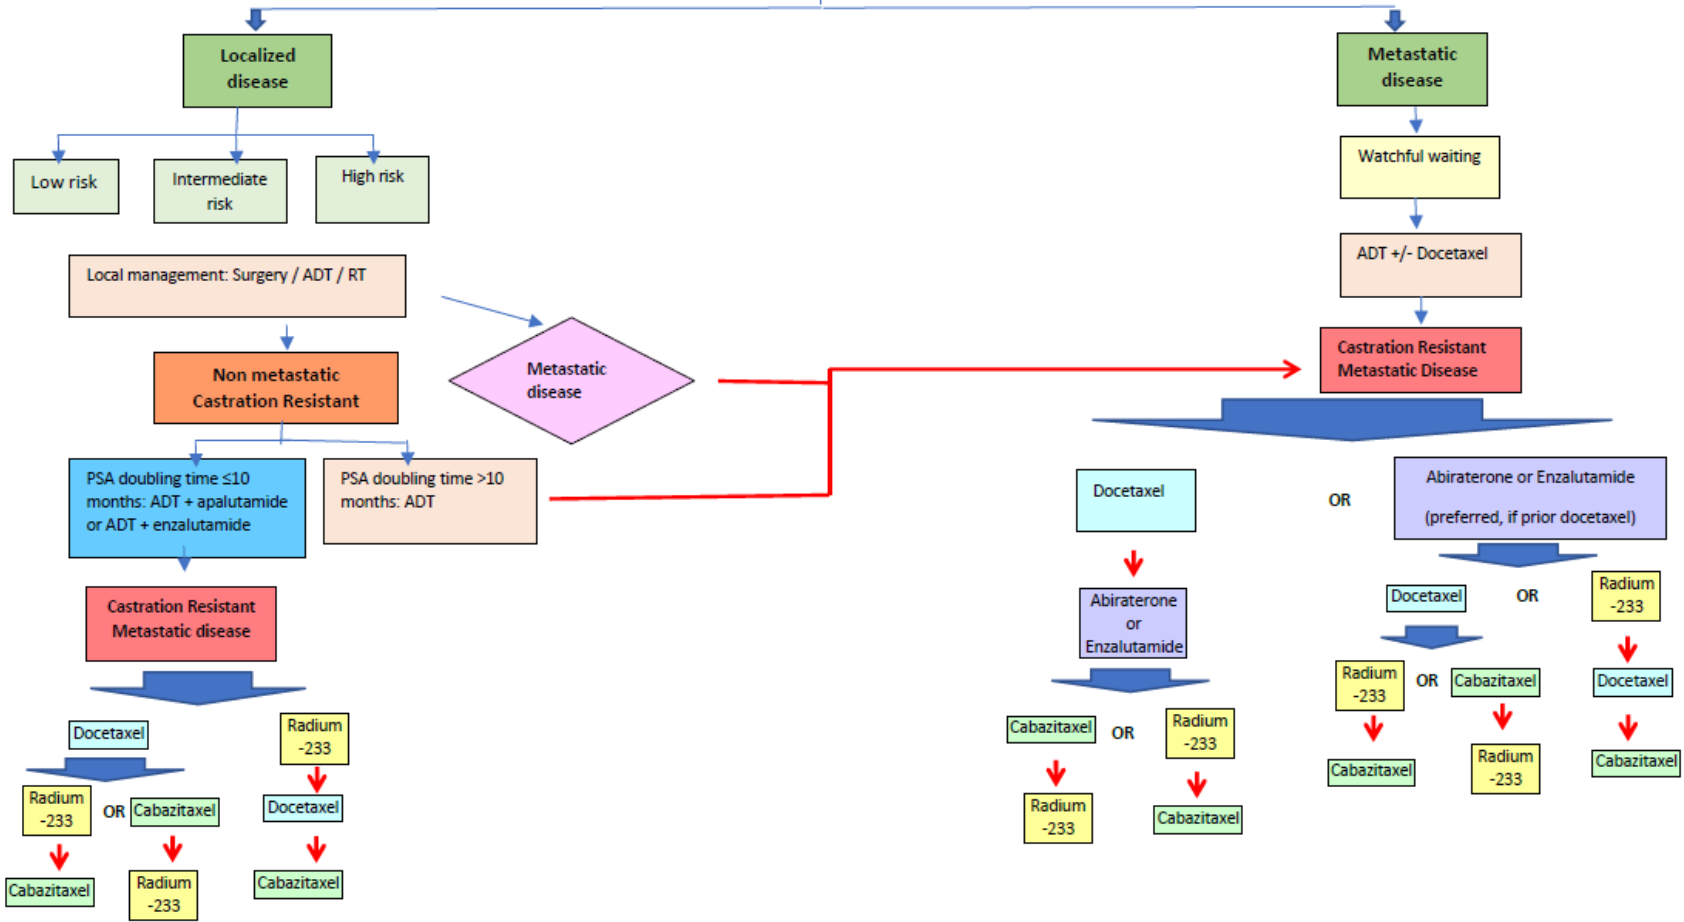 Localized
disease
Low risk
Intermediate
risk
High risk
Local management: Surgery / ADT / RT
Non metastatic
Castration Resistant
Metastatic
disease
PSA doubling time ≤10
months: ADT + apalutamide
or ADT + enzalutamide
PSA doubling time >10
months: ADT
Castration Resistant
Metastatic disease
Docetaxel
Radium
-233
Radium
-233
OR
Cabazitaxel
Docetaxel
Cabazitaxel
Radium
-233
Cabazitaxel
Metastatic
disease
Watchful waiting
ADT +/- Docetaxel
Castration Resistant
Metastatic Disease
Docetaxel
OR
Abiraterone or Enzalutamide
(preferred, if prior docetaxel)
Abiraterone
or
Enzalutamide
Cabazitaxel
OR
Radium
-233
Radium
-233
Cabazitaxel
Docetaxel
OR
Radium
-233
Radium
-233
OR
Cabazitaxel
Docetaxel
Cabazitaxel
Radium
-233
Cabazitaxel